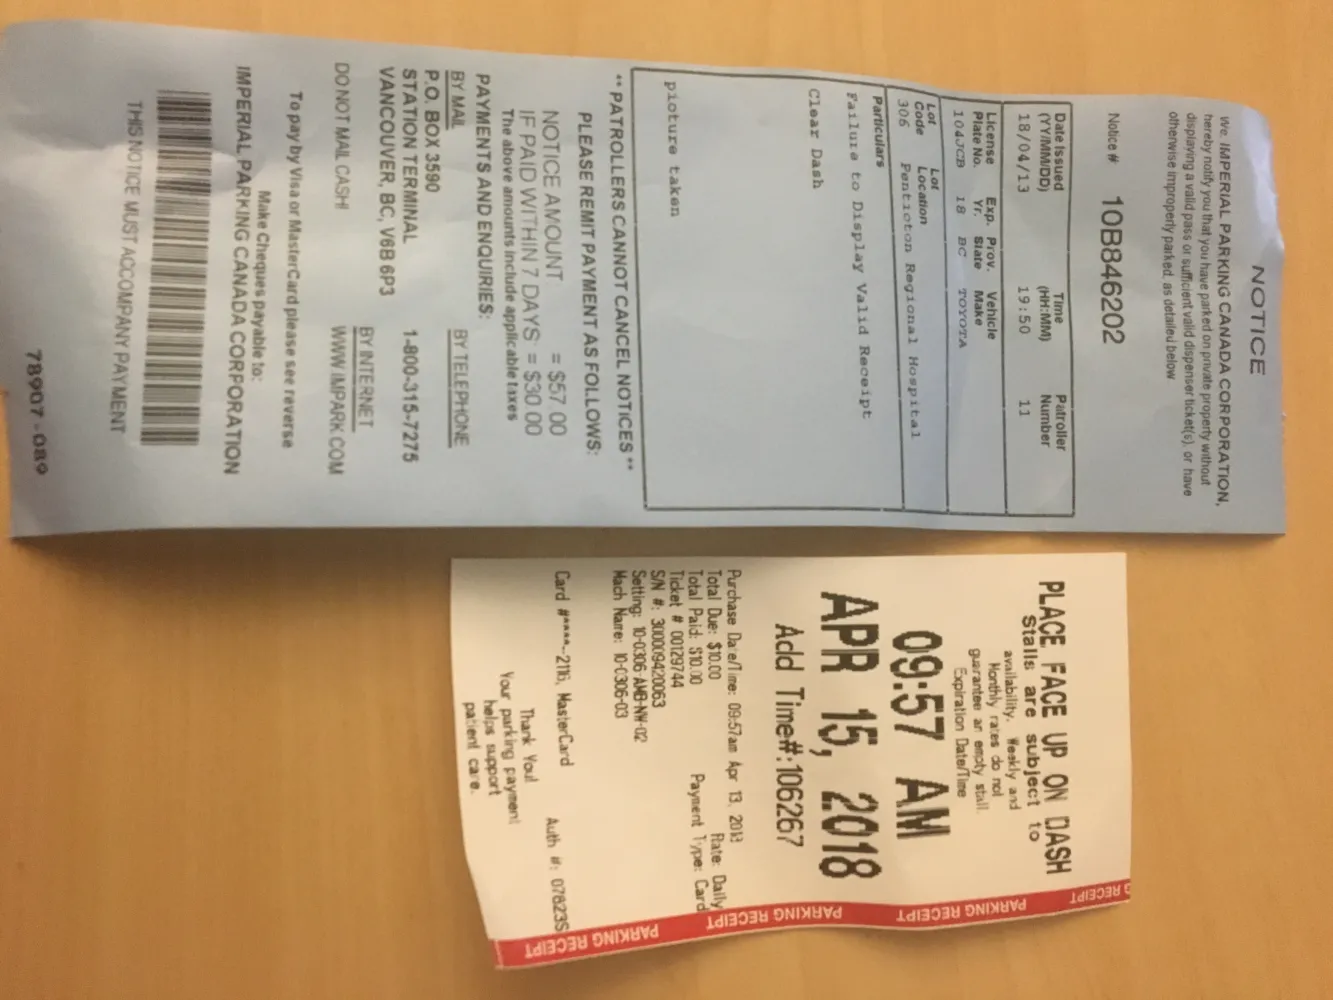 NOTICE
We, IMPERIAL PARKING CANADA CORPORATION,
hereby notify you that you have parked on private property without
displaying a valid pass or sufficient valid dispenser ticket(s), or have
otherwise improperly parked, as detailed below
Notice # 10B846202
Date Issued Time Patroller
(YY/MM/DD) (HH:MM) Number
18/04/13 19:50 11
License Exp. Prov. Vehicle
Plate No. Yr. State Make
104JCB 18 BC TOYOTA
Lot Lot
Code Location
306 Penticton Regional Hospital
Particulars
Failure to Display Valid Receipt
Clear Dash
picture taken
** PATROLLERS CANNOT CANCEL NOTICES **
PLEASE REMIT PAYMENT AS FOLLOWS:
NOTICE AMOUNT = $57.00
IF PAID WITHIN 7 DAYS = $30.00
The above amounts include applicable taxes
PAYMENTS AND ENQUIRIES:
BY MAIL BY TELEPHONE
P.O. BOX 3590
STATION TERMINAL 1-800-315-7275
VANCOUVER, BC, V6B 6P3
BY INTERNET
DO NOT MAIL CASH! WWW.IMPARK.COM
To pay by Visa or MasterCard please see reverse
Make Cheques payable to:
IMPERIAL PARKING CANADA CORPORATION
THIS NOTICE MUST ACCOMPANY PAYMENT
78907-089
PLACE FACE UP ON DASH
Stalls are subject to
availability. Weekly and
Monthly rates do not
guarantee an empty stall.
Expiration Date/Time
09:57 AM
APR 15, 2018
Add Time#:106267
Purchase Date/Time: 09:57am Apr 13, 2018
Total Due: $10.00 Rate: Daily
Total Paid: $10.00 Payment Type: Card
Ticket # 00129744
S/N #: 300009420063
Setting: 10-0306 AMB-NW-02
Mach Name: 10-0306-03
Card #****-2116, MasterCard Auth #: 07823S
Thank You!
Your parking payment
helps support
patient care.
PARKING RECEIPT
PARKING RECEIPT
PARKING RECEIPT
PARKING RECEIPT
G RECEIPT